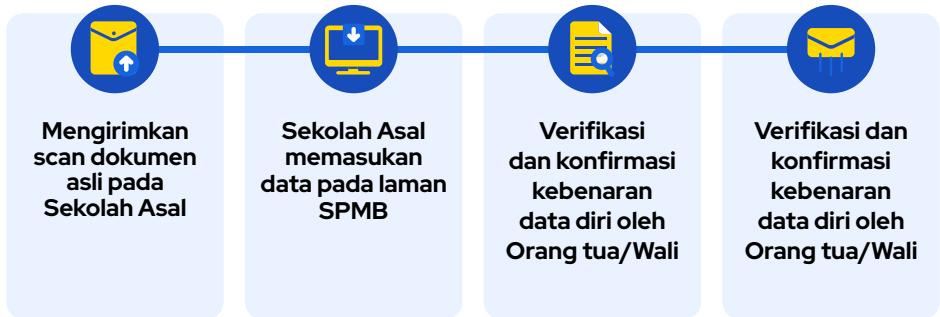 Mengirimkan
scan dokumen
asli pada
Sekolah Asal
Sekolah Asal
memasukan
data pada laman
SPMB
Verifikasi
dan konfirmasi
kebenaran
data diri oleh
Orang tua/Wali
Verifikasi dan
konfirmasi
kebenaran
data diri oleh
Orang tua/Wali